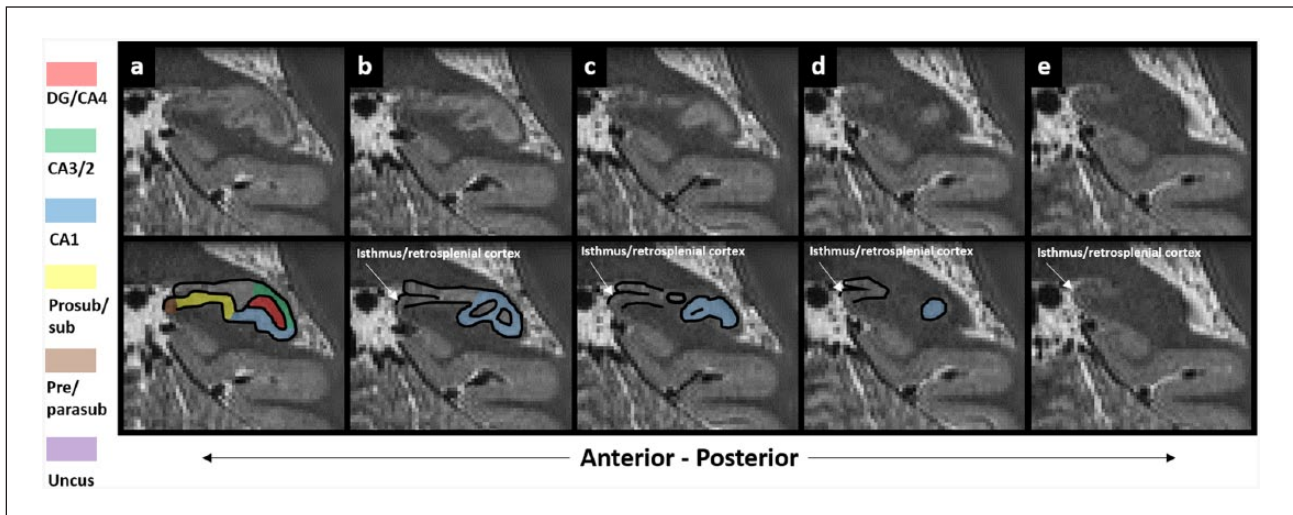 a b c d e
DG/CA4
CA3/2
CA1
Prosub/
sub
Pre/
parasub
Uncus
Isthmus/retrosplenial cortex
Isthmus/retrosplenial cortex
Isthmus/retrosplenial cortex
Isthmus/retrosplenial cortex
Anterior - Posterior